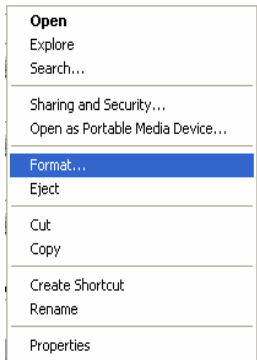 Open
Explore
Search...
Sharing and Security...
Open as Portable Media Device...
Format...
Eject
Cut
Copy
Create Shortcut
Rename
Properties